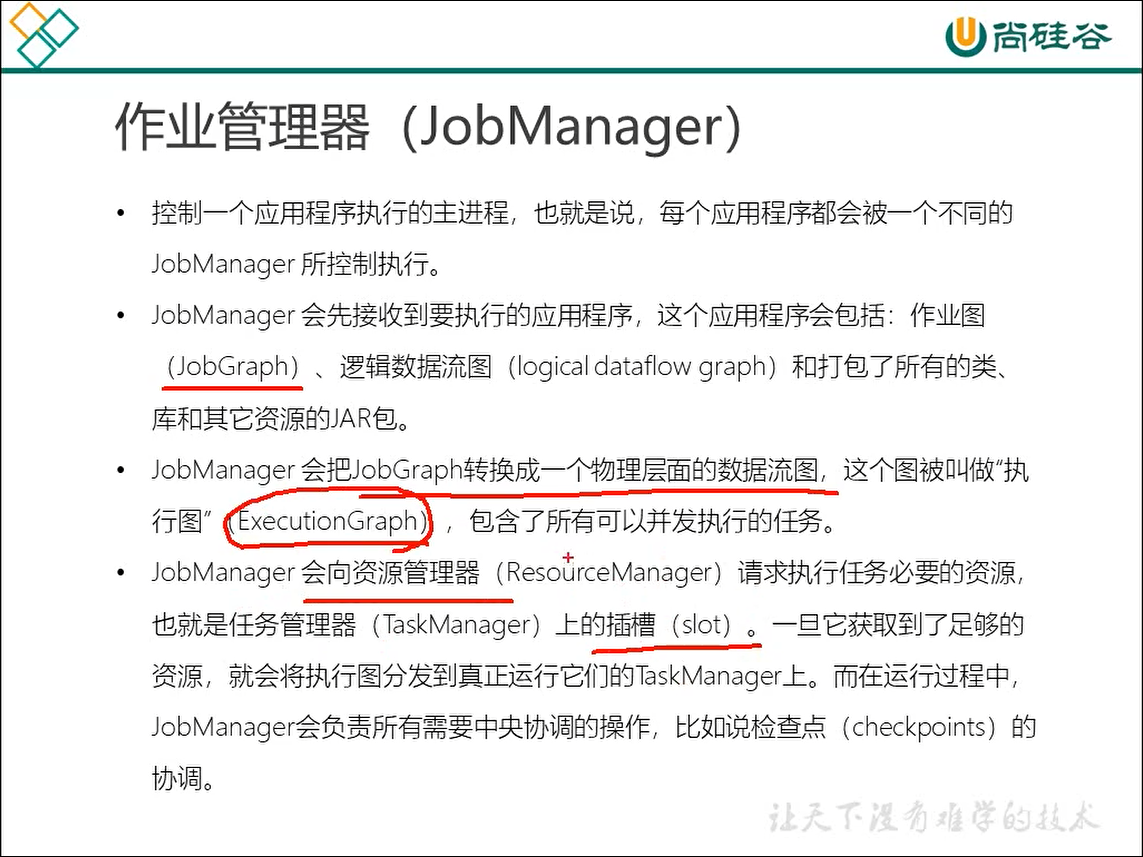 尚硅谷
作业管理器（JobManager）
• 控制一个应用程序执行的主进程，也就是说，每个应用程序都会被一个不同的
JobManager 所控制执行。
• JobManager 会先接收到要执行的应用程序，这个应用程序会包括：作业图
（JobGraph）、逻辑数据流图（logical dataflow graph）和打包了所有的类、
库和其它资源的JAR包。
• JobManager 会把JobGraph转换成一个物理层面的数据流图，这个图被叫做“执
行图”（ExecutionGraph），包含了所有可以并发执行的任务。
• JobManager 会向资源管理器（ResourceManager）请求执行任务必要的资源，
也就是任务管理器（TaskManager）上的插槽（slot）。一旦它获取到了足够的
资源，就会将执行图分发到真正运行它们的TaskManager上。而在运行过程中，
JobManager会负责所有需要中央协调的操作，比如说检查点（checkpoints）的
协调。
让天下没有难学的技术